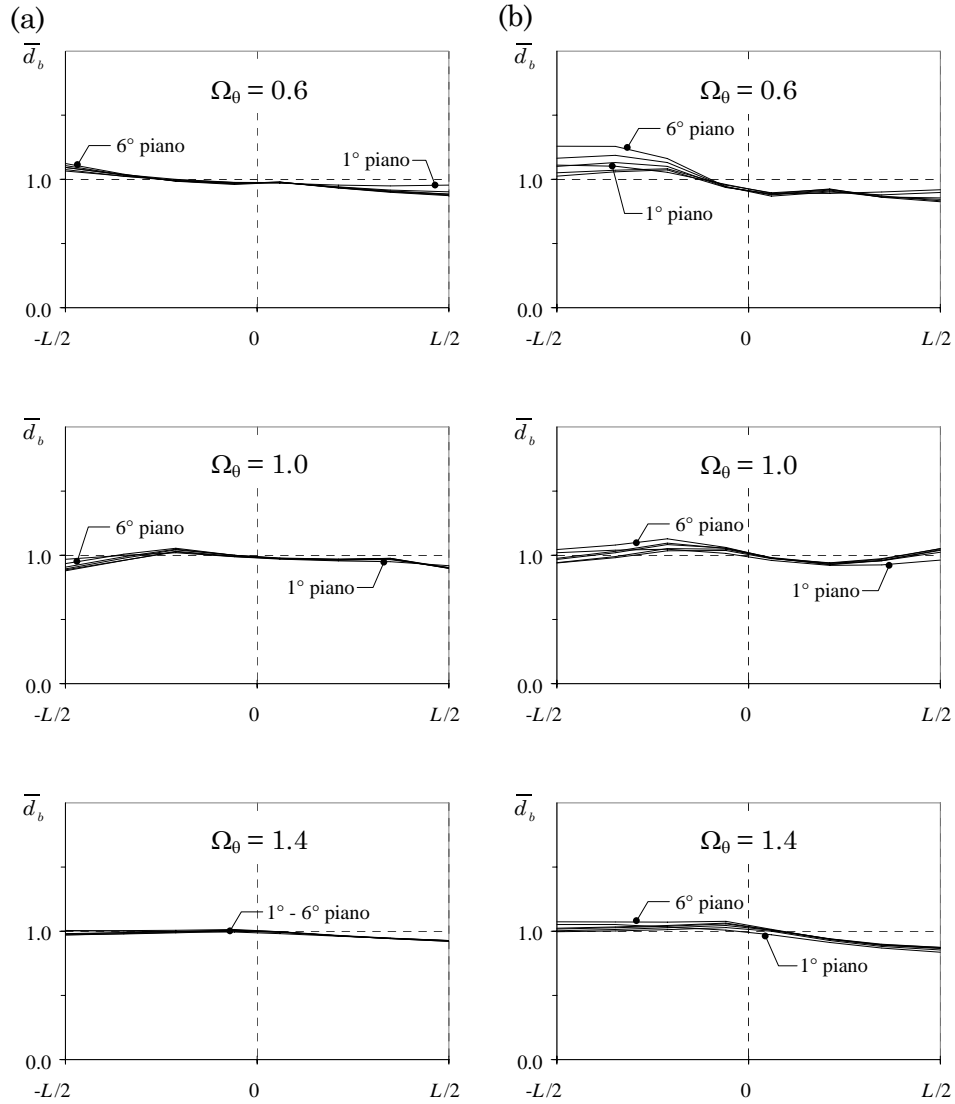 (a)
(b)
d̅_b
Ω_θ = 0.6
6° piano
1° piano
1.0
0.0
-L/2
0
L/2
d̅_b
Ω_θ = 0.6
6° piano
1° piano
1.0
0.0
-L/2
0
L/2
d̅_b
Ω_θ = 1.0
6° piano
1° piano
1.0
0.0
-L/2
0
L/2
d̅_b
Ω_θ = 1.0
6° piano
1° piano
1.0
0.0
-L/2
0
L/2
d̅_b
Ω_θ = 1.4
1° - 6° piano
1.0
0.0
-L/2
0
L/2
d̅_b
Ω_θ = 1.4
6° piano
1° piano
1.0
0.0
-L/2
0
L/2